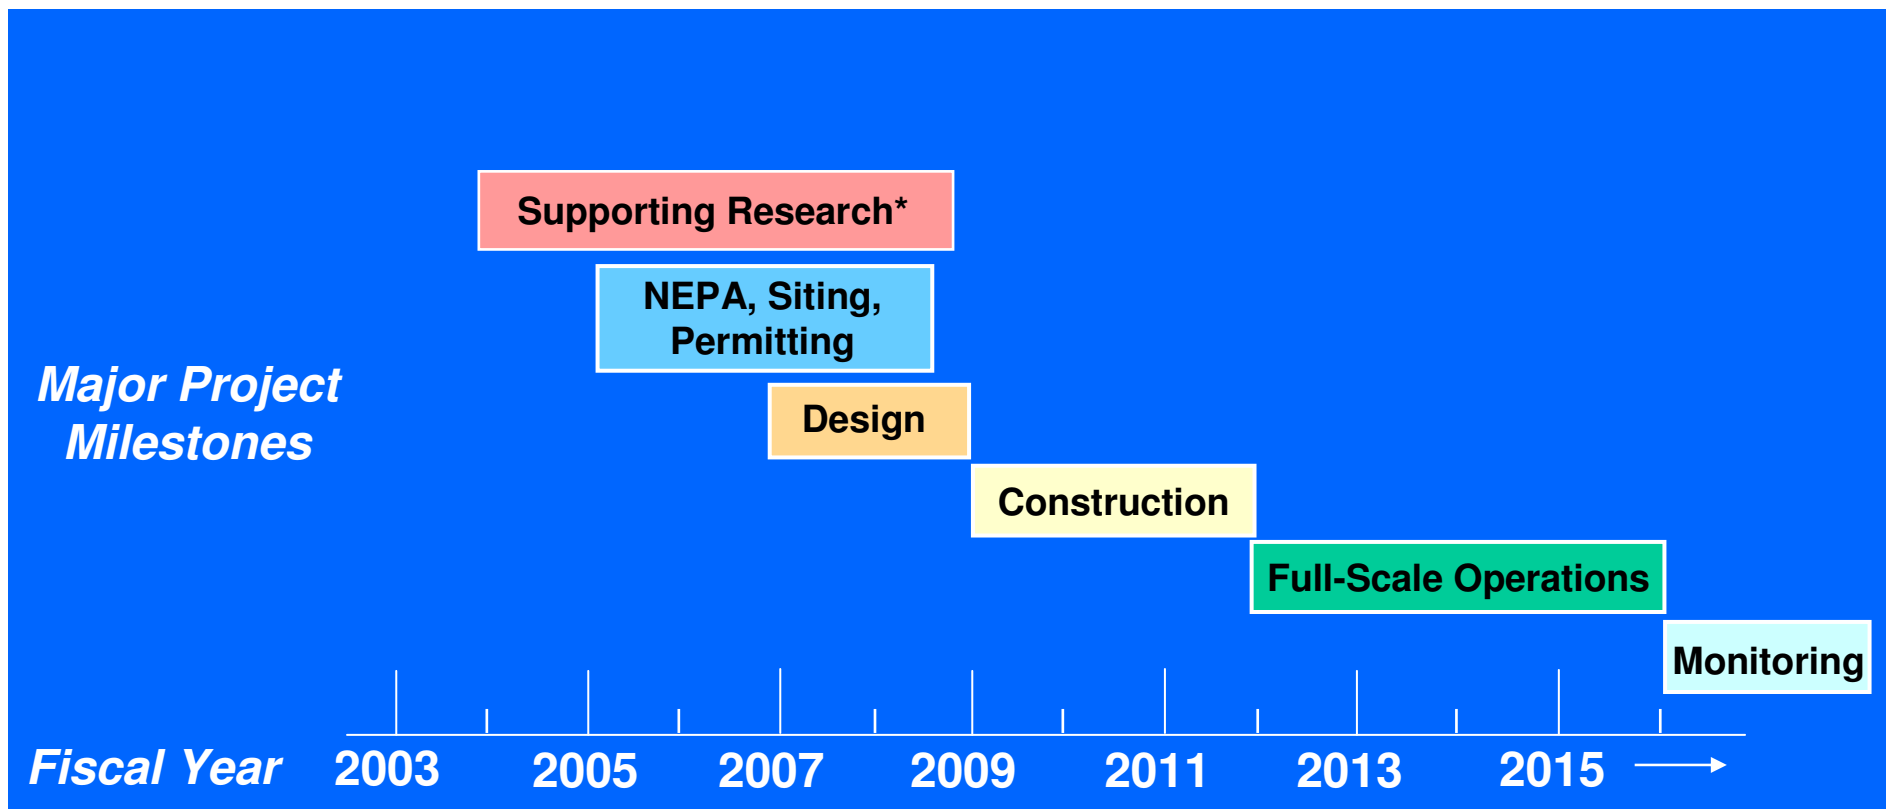 Supporting Research*
NEPA, Siting,
Permitting
Major Project
Milestones
Design
Construction
Full-Scale Operations
Monitoring
Fiscal Year 2003 2005 2007 2009 2011 2013 2015